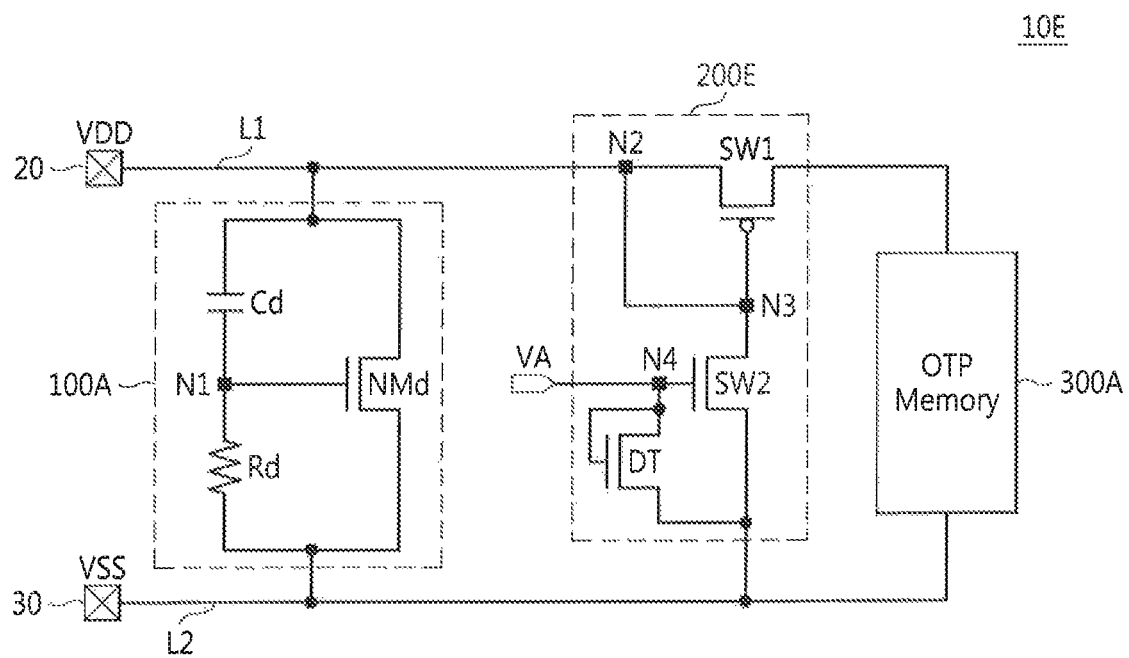 10E
200E
VDD
L1
N2
SW1
20
Cd
N3
VA
N4
OTP
Memory
100A
N1
NMd
SW2
300A
Rd
DT
VSS
30
L2